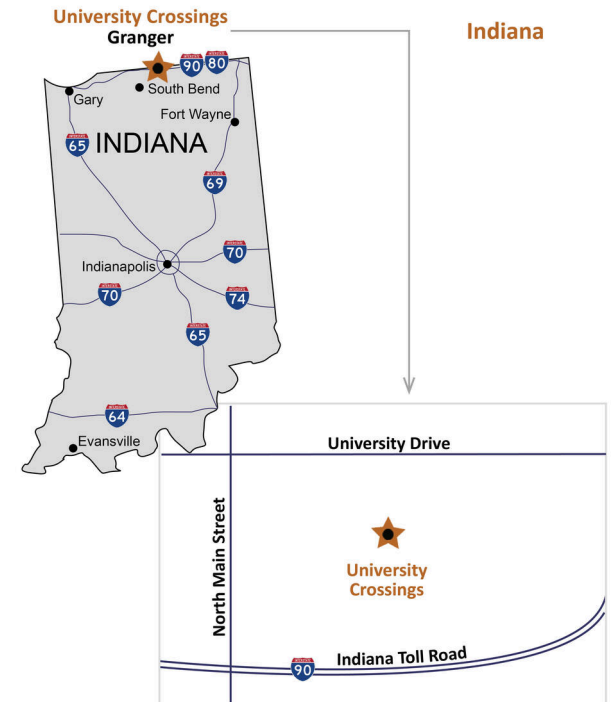 University Crossings
Granger
Indiana
90
80
Gary
South Bend
Fort Wayne
65
INDIANA
69
70
Indianapolis
70
74
65
64
Evansville
University Drive
North Main Street
University
Crossings
Indiana Toll Road
90